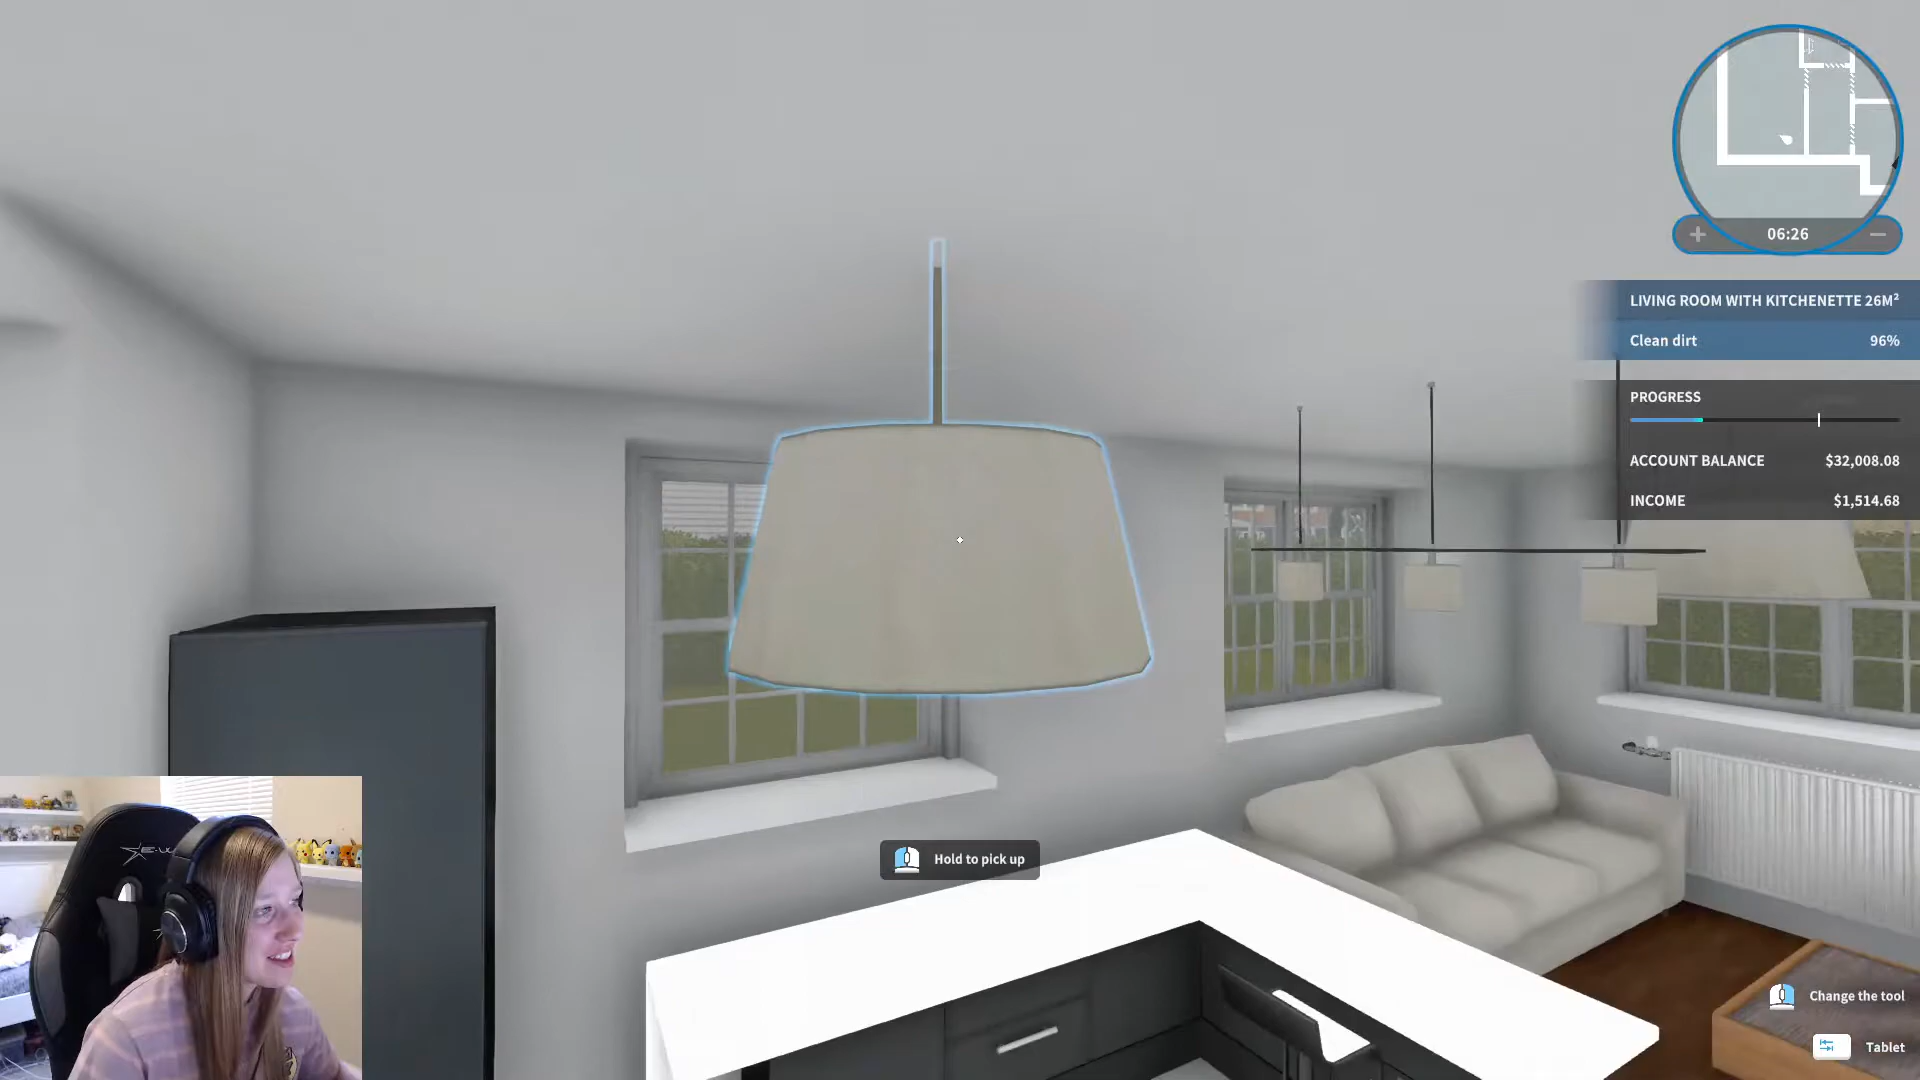 06:26
LIVING ROOM WITH KITCHENETTE 26M²
Clean dirt 96%
PROGRESS
ACCOUNT BALANCE $32,008.08
INCOME $1,514.68
Hold to pick up
Change the tool
Tablet